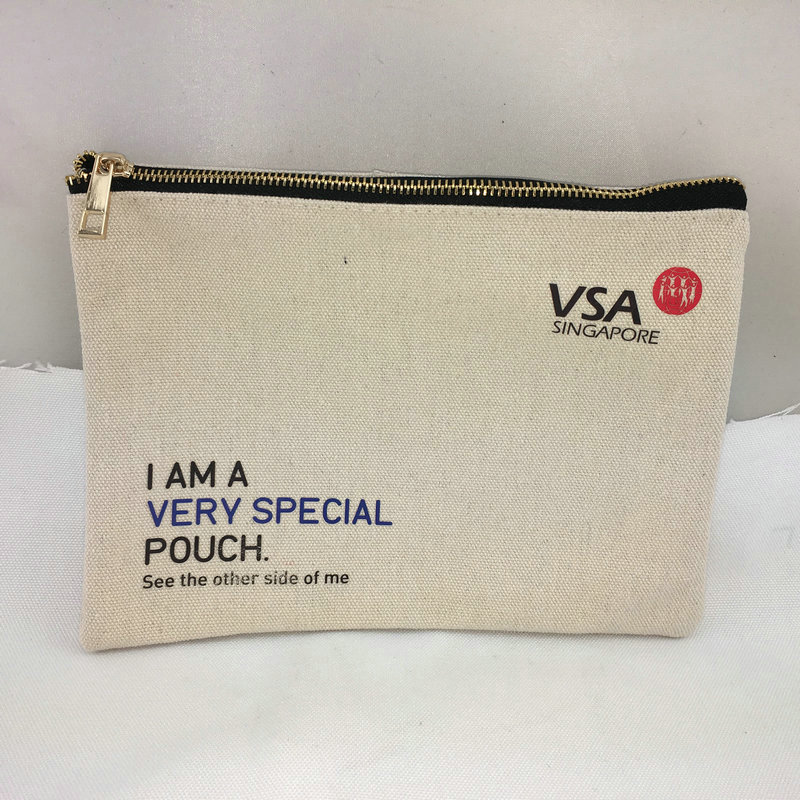 VSA
SINGAPORE
I AM A
VERY SPECIAL
POUCH.
See the other side of me